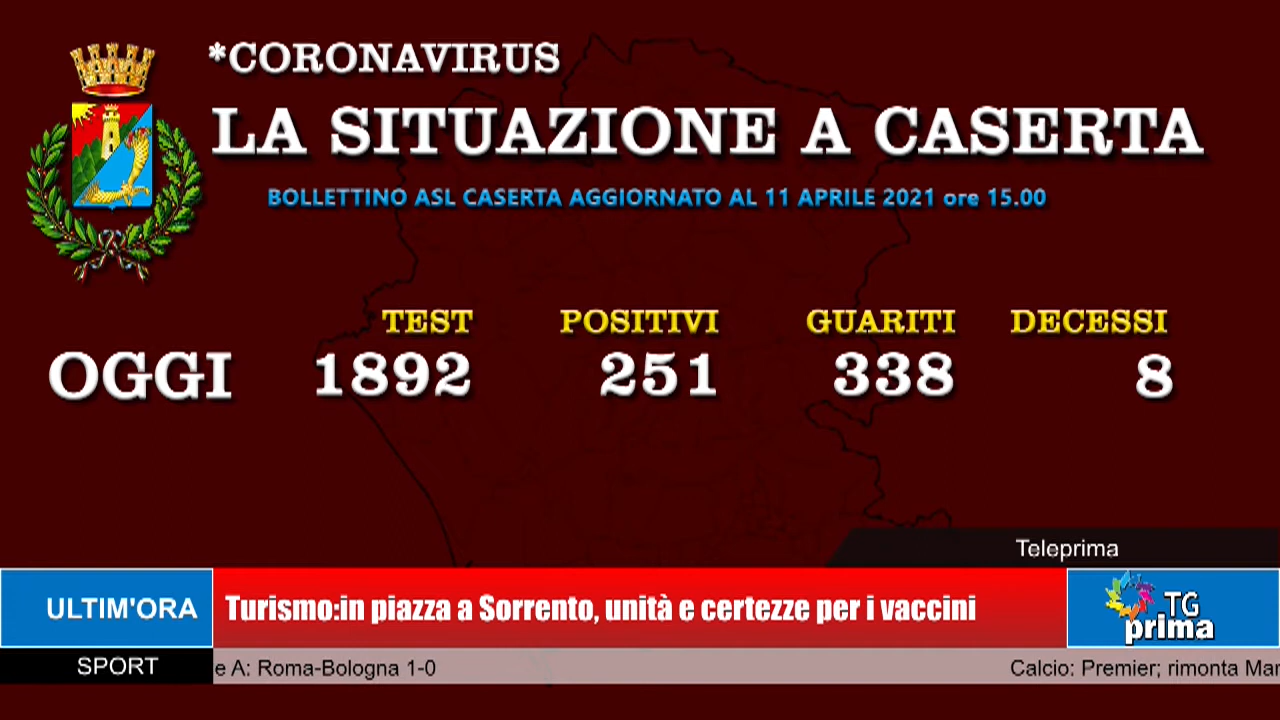 *CORONAVIRUS
LA SITUAZIONE A CASERTA
BOLLETTINO ASL CASERTA AGGIORNATO AL 11 APRILE 2021 ore 15.00
TEST POSITIVI GUARITI DECESSI
OGGI 1892 251 338 8
Teleprima
ULTIM'ORA Turismo:in piazza a Sorrento, unità e certezze per i vaccini
TG
prima
SPORT e A: Roma-Bologna 1-0 Calcio: Premier; rimonta Mar